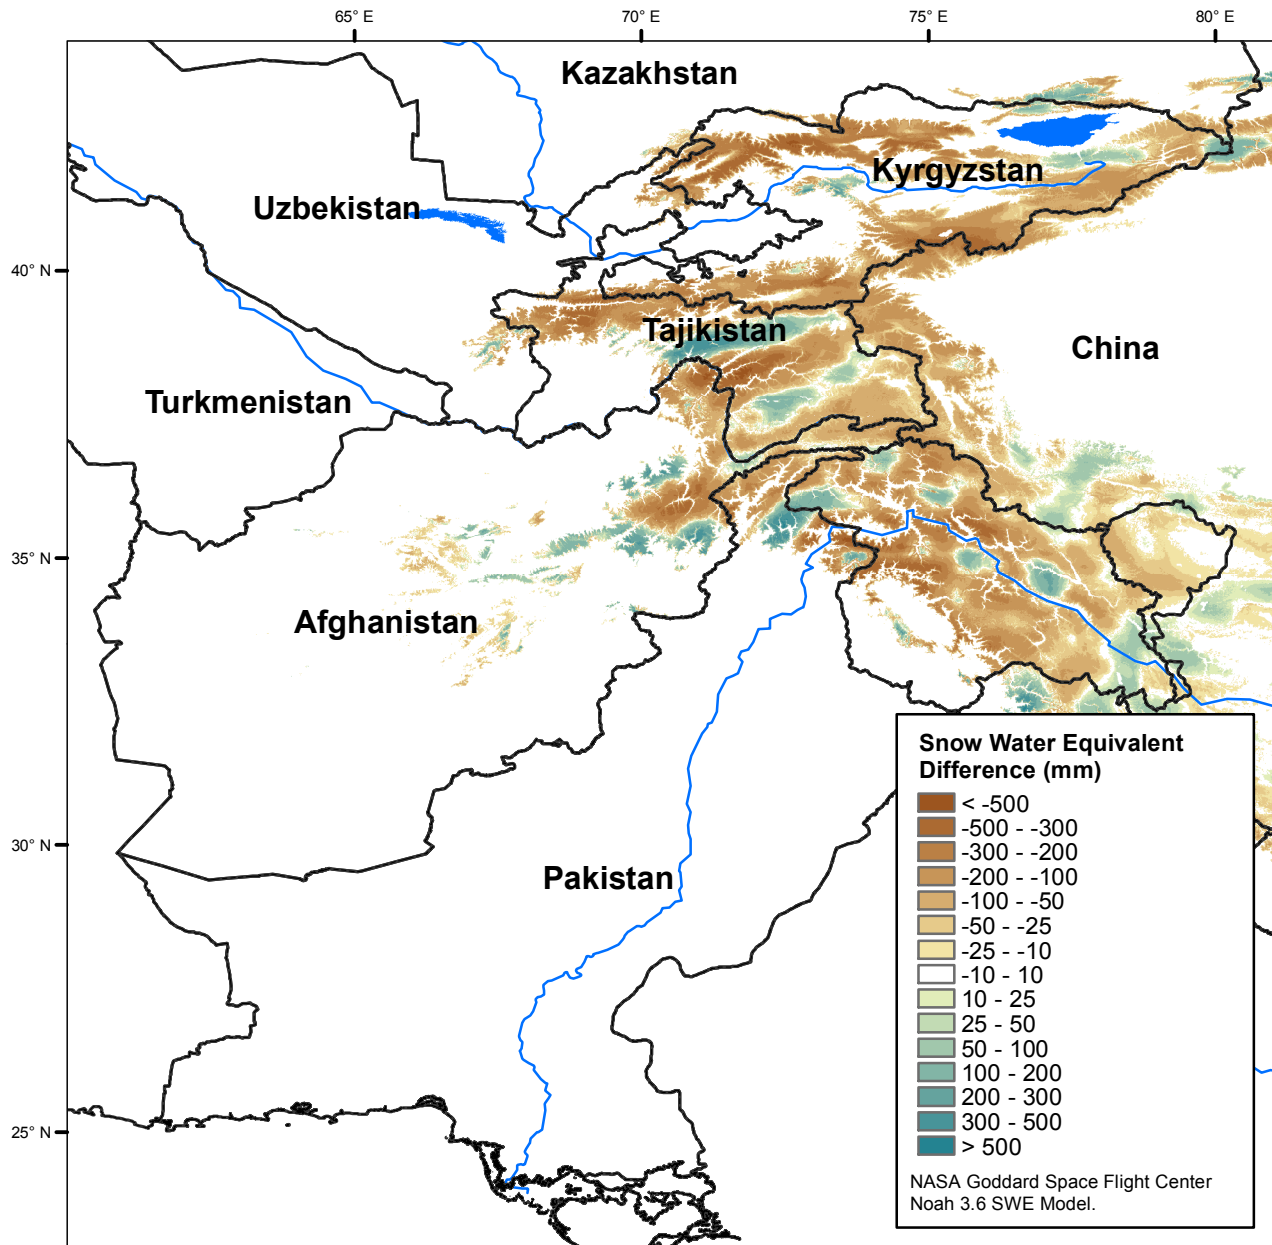 65° E
70° E
75° E
80° E
Kazakhstan
Kyrgyzstan
Uzbekistan
40° N
Tajikistan
China
Turkmenistan
35° N
Afghanistan
30° N
Pakistan
25° N
Snow Water Equivalent
Difference (mm)
< -500
-500 - -300
-300 - -200
-200 - -100
-100 - -50
-50 - -25
-25 - -10
-10 - 10
10 - 25
25 - 50
50 - 100
100 - 200
200 - 300
300 - 500
> 500
NASA Goddard Space Flight Center
Noah 3.6 SWE Model.